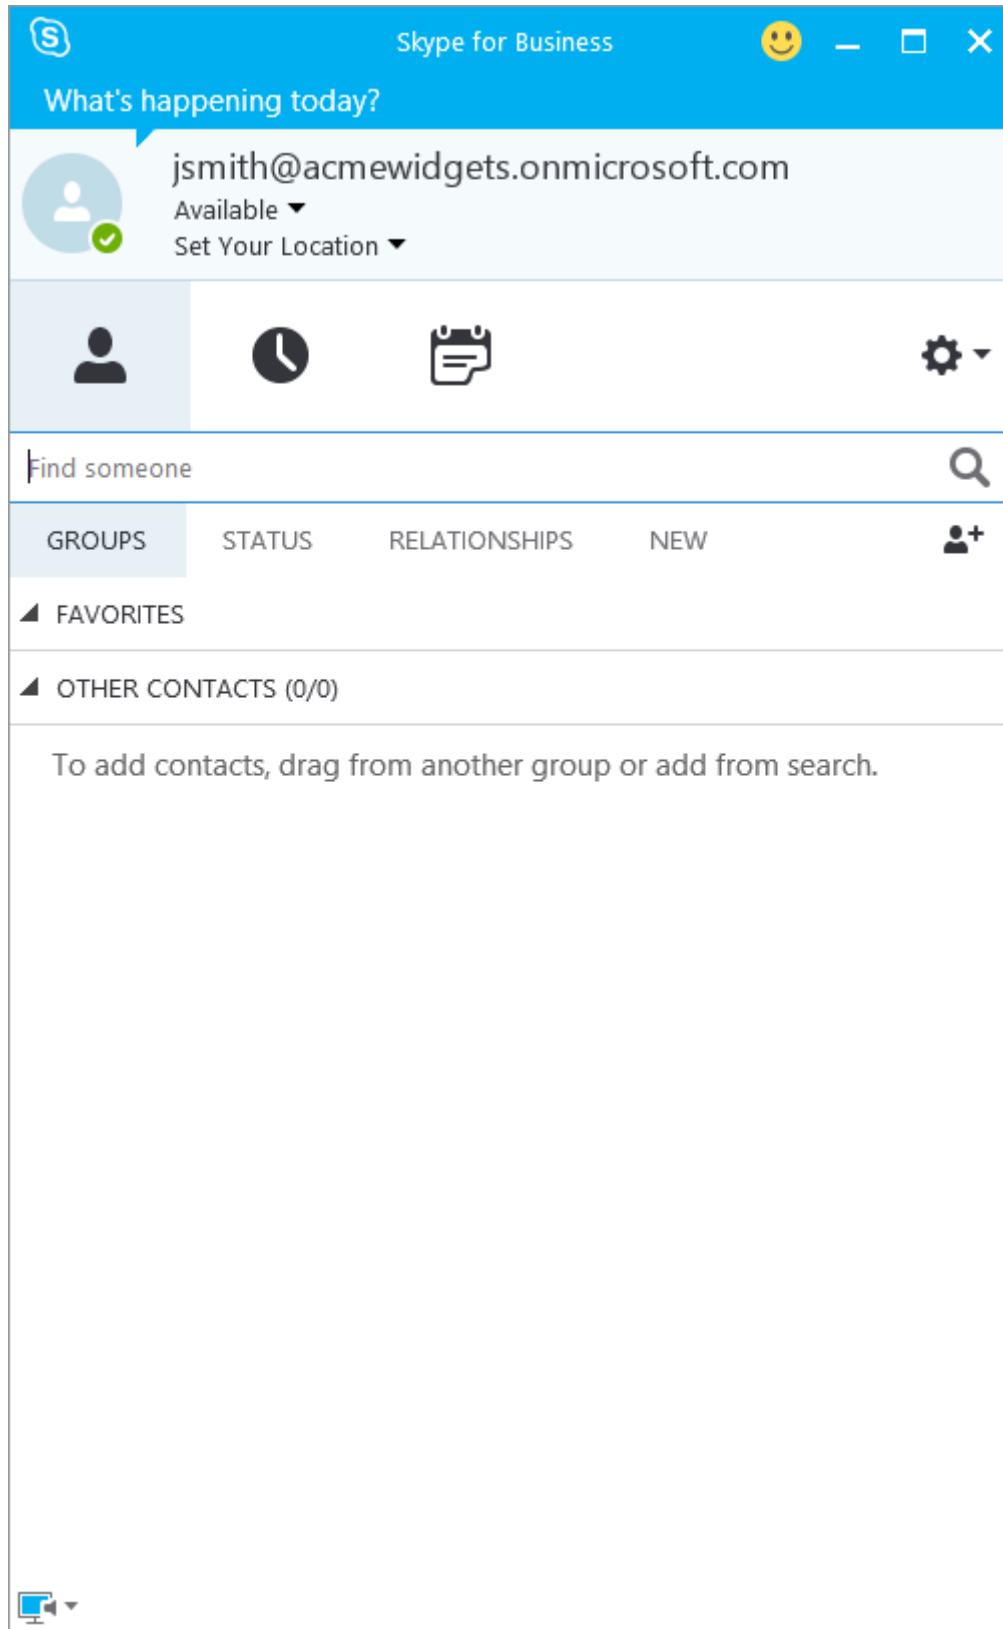 Skype for Business
What's happening today?
jsmith@acmewidgets.onmicrosoft.com
Available
Set Your Location
Find someone
GROUPS STATUS RELATIONSHIPS NEW
FAVORITES
OTHER CONTACTS (0/0)
To add contacts, drag from another group or add from search.